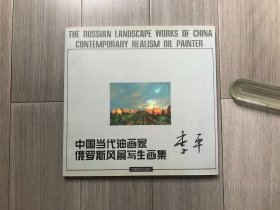 THE RUSSIAN LANDSCAPE WORKS OF CHINA
CONTEMPORARY REALISM OIL PAINTER
中国当代油画家
俄罗斯风景写生画集
李平